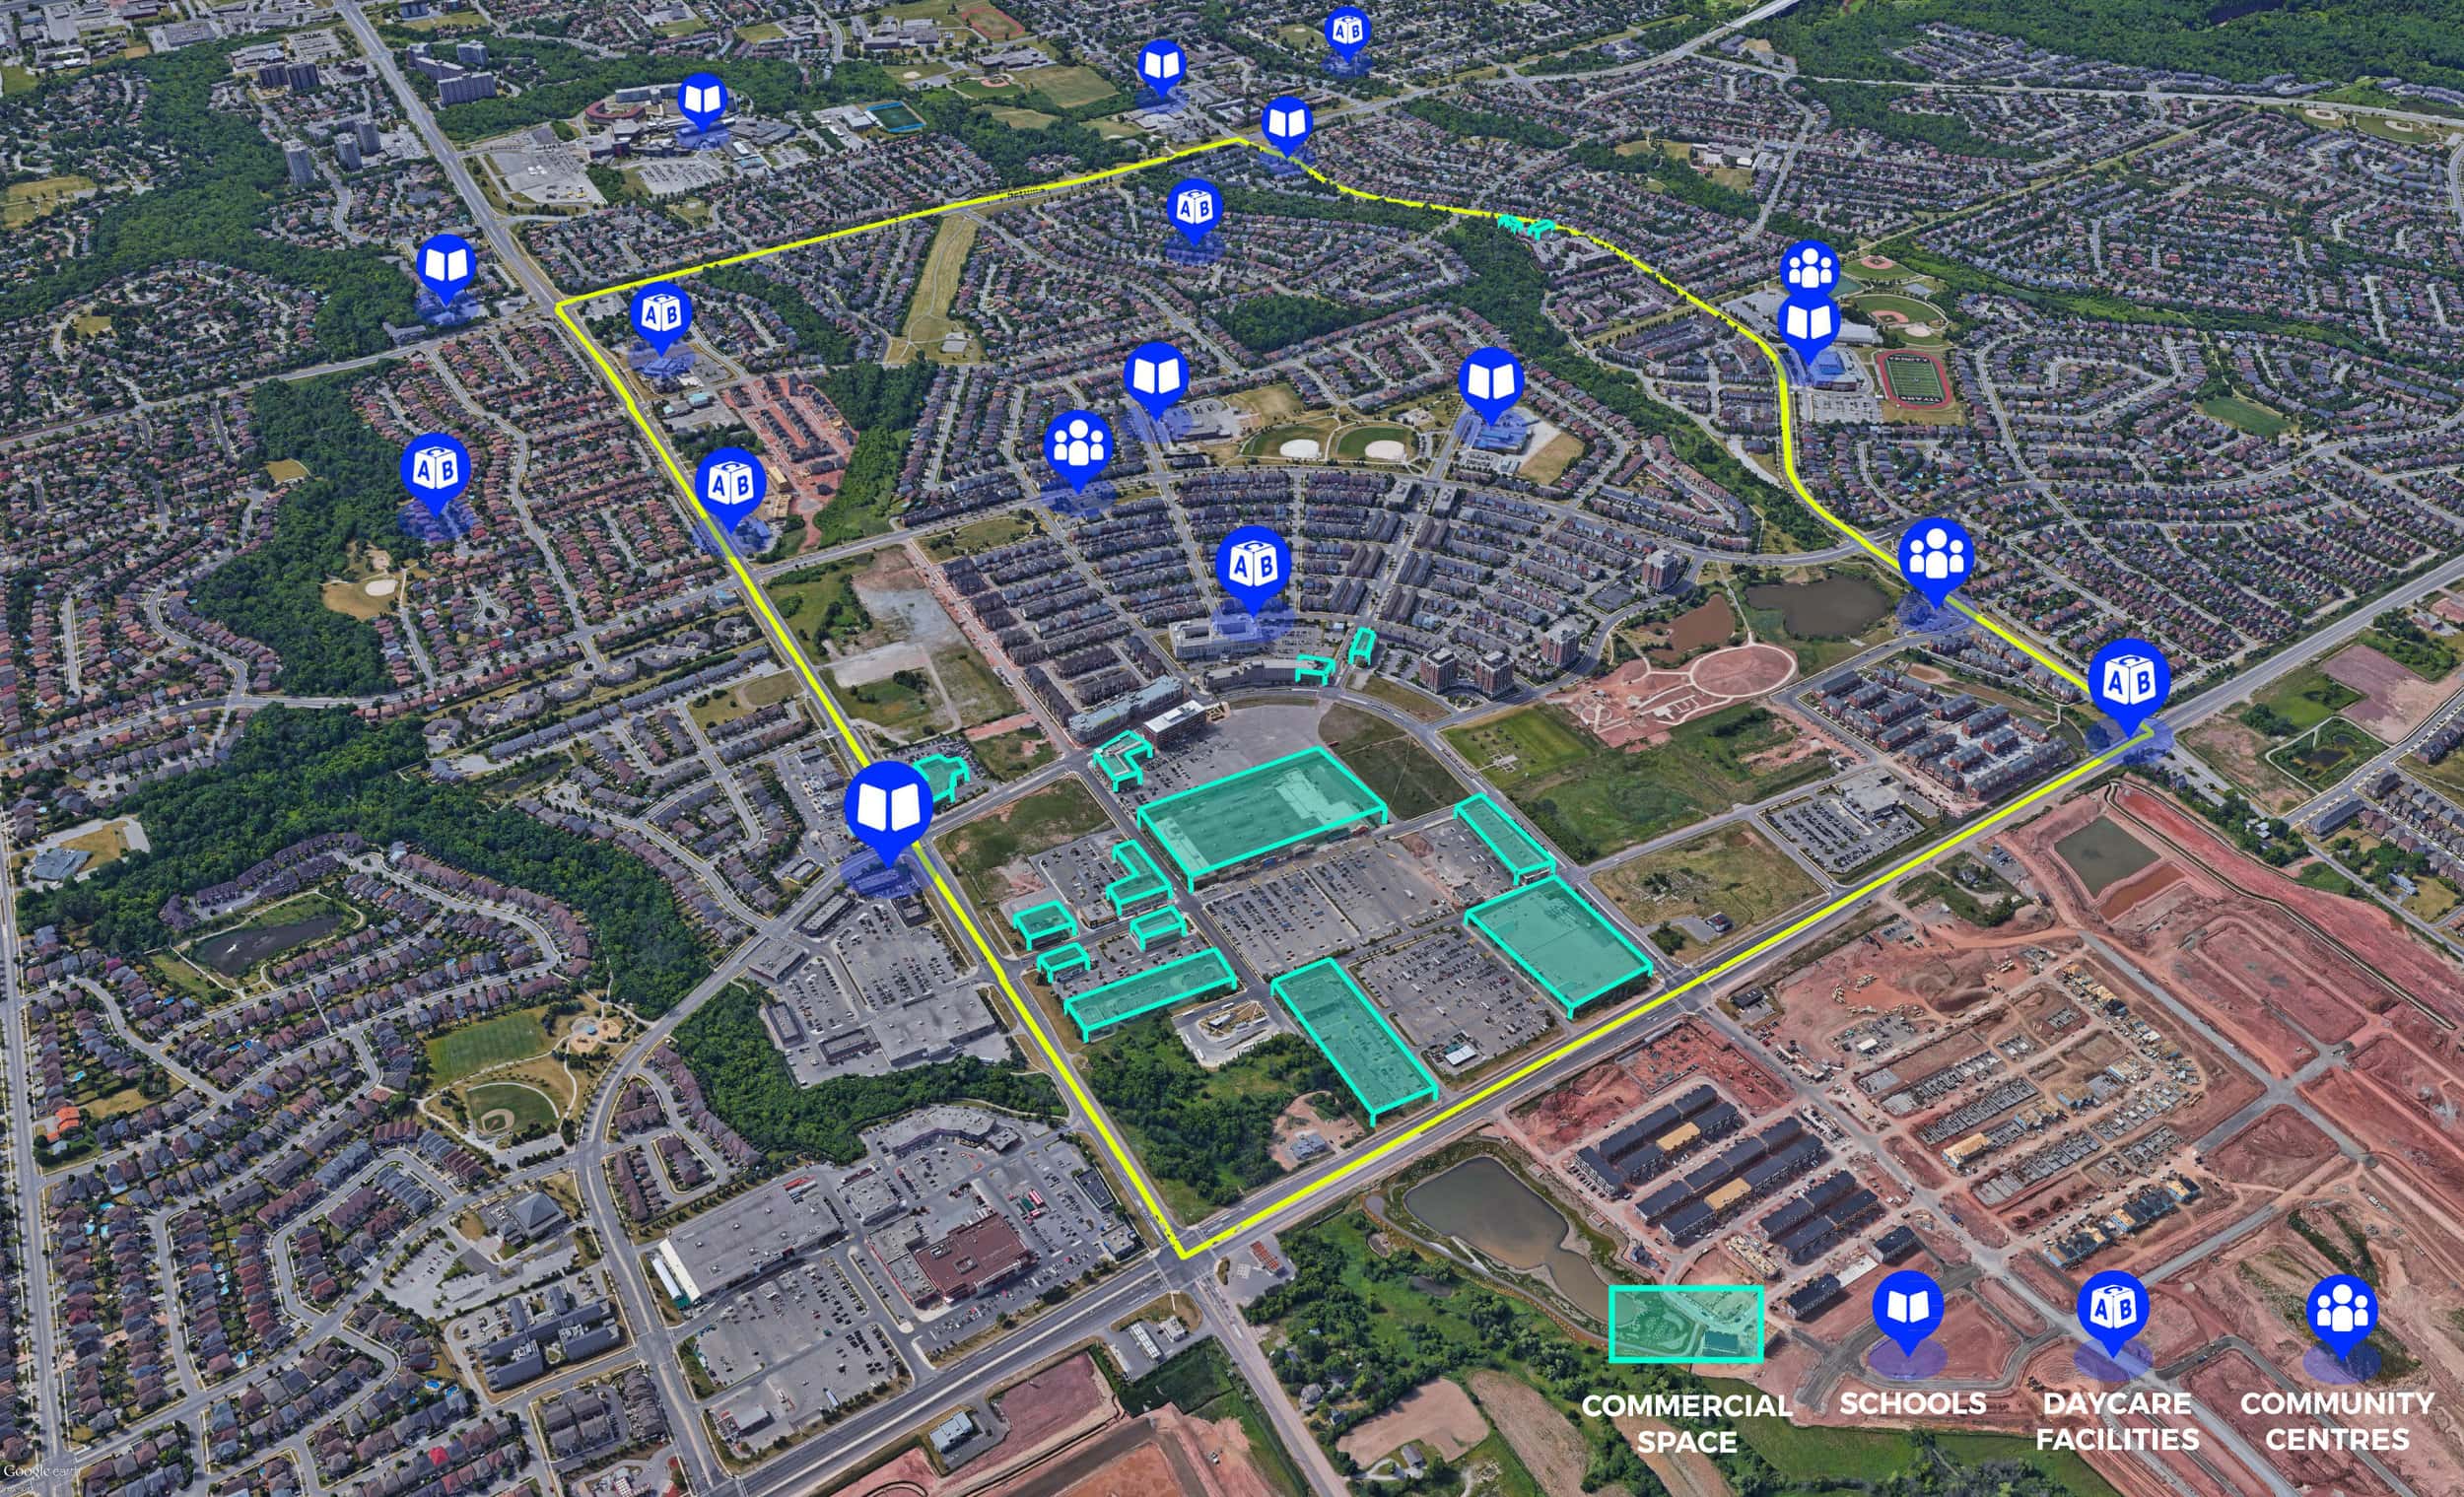 Google earth
COMMERCIAL
SPACE
SCHOOLS
DAYCARE
FACILITIES
COMMUNITY
CENTRES